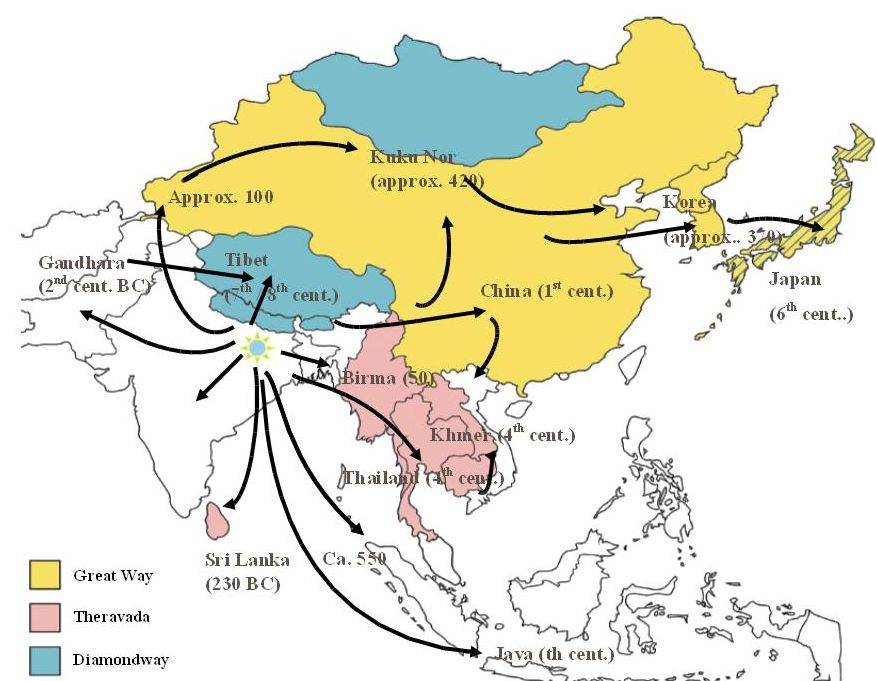 Kuku Nor
(approx. 420)
Approx. 100
Korea
(approx.. 370)
Gandhara
(2nd cent. BC)
Tibet
(7th 8th cent.)
Japan
(6th cent..)
China (1st cent.)
Birma (50)
Khmer (4th cent.)
Thailand (4th cent.)
Sri Lanka
(230 BC)
Ca. 550
Java (th cent.)
Great Way
Theravada
Diamondway